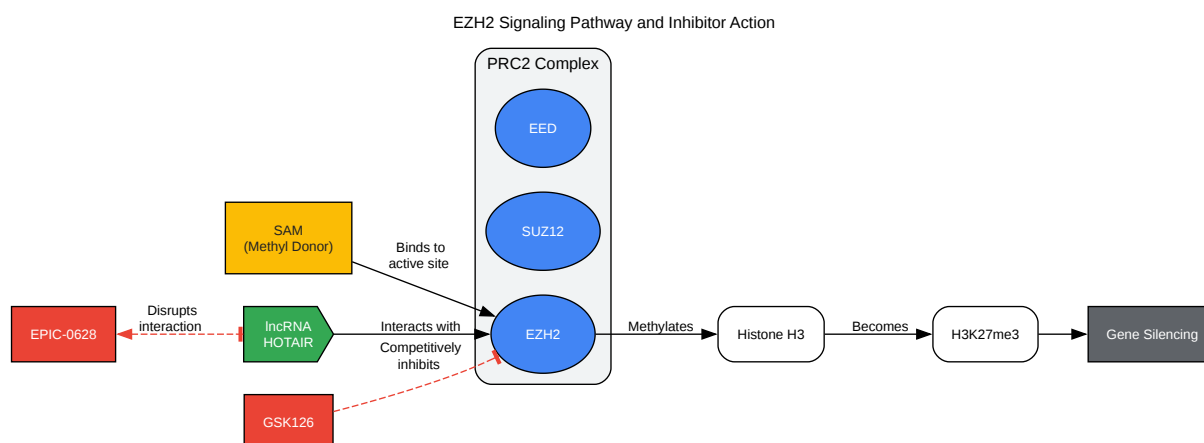 EZH2 Signaling Pathway and Inhibitor Action
PRC2 Complex
EED
SUZ12
SAM
(Methyl Donor)
Binds to
active site
EPIC-0628
Disrupts
interaction
lncRNA
HOTAIR
Interacts with
EZH2
Methylates
Histone H3
Becomes
H3K27me3
Gene Silencing
Competitively
inhibits
GSK126